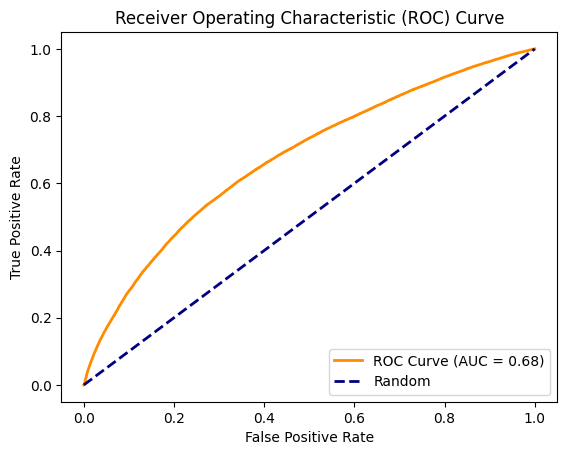 Receiver Operating Characteristic (ROC) Curve
True Positive Rate
1.0
0.8
0.6
0.4
0.2
0.0
ROC Curve (AUC = 0.68)
Random
0.0 0.2 0.4 0.6 0.8 1.0
False Positive Rate